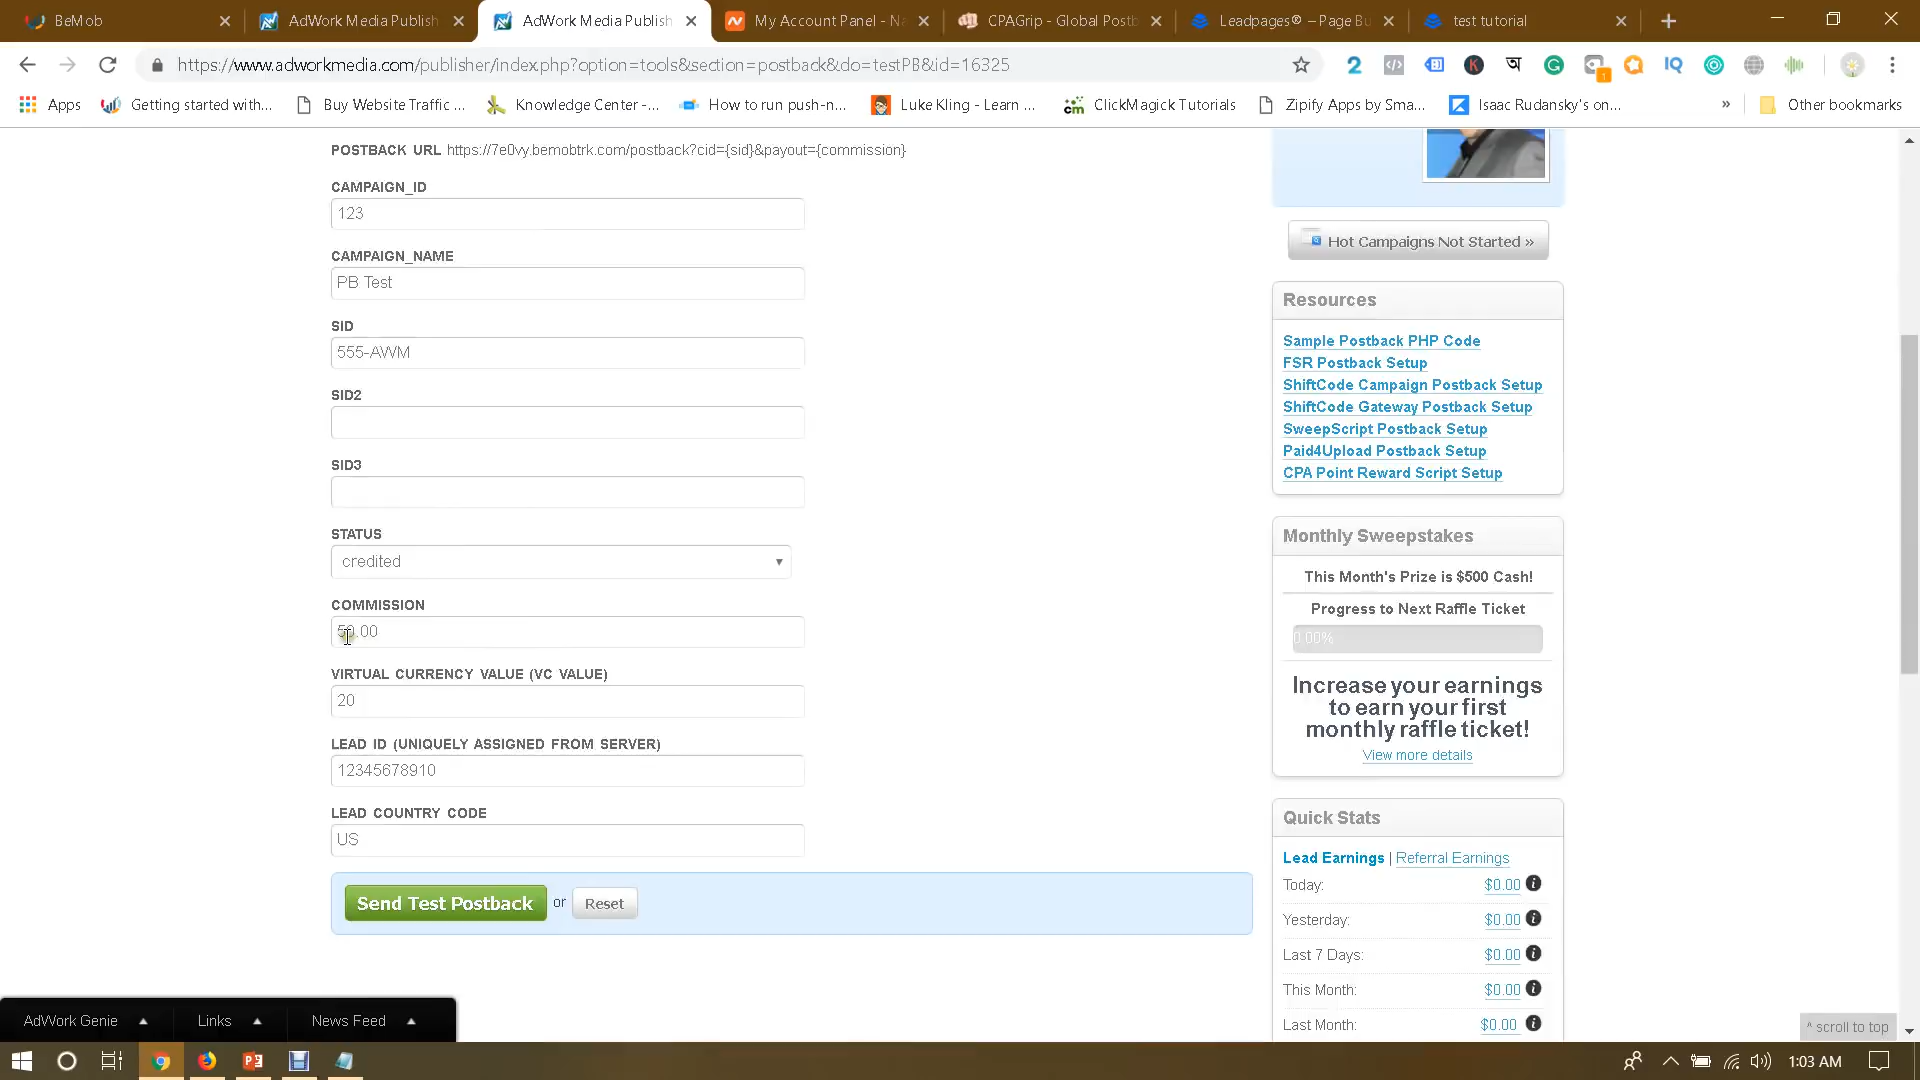 BeMob
AdWork Media Publish
AdWork Media Publish
My Account Panel - Na
CPAGrip - Global Postb
Leadpages® – Page Bu
test tutorial
https://www.adworkmedia.com/publisher/index.php?option=tools&section=postback&do=testPB&id=16325
Apps
Getting started with...
Buy Website Traffic ...
Knowledge Center -...
How to run push-n...
Luke Kling - Learn ...
ClickMagick Tutorials
Zipify Apps by Sma...
Isaac Rudansky's on...
»
Other bookmarks
POSTBACK URL https://7e0vy.bemobtrk.com/postback?cid={sid}&payout={commission}
CAMPAIGN_ID
123
CAMPAIGN_NAME
PB Test
SID
555-AWM
SID2
SID3
STATUS
credited
COMMISSION
50.00
VIRTUAL CURRENCY VALUE (VC VALUE)
20
LEAD ID (UNIQUELY ASSIGNED FROM SERVER)
12345678910
LEAD COUNTRY CODE
US
Send Test Postback or Reset
Hot Campaigns Not Started »
Resources
Sample Postback PHP Code
FSR Postback Setup
ShiftCode Campaign Postback Setup
ShiftCode Gateway Postback Setup
SweepScript Postback Setup
Paid4Upload Postback Setup
CPA Point Reward Script Setup
Monthly Sweepstakes
This Month's Prize is $500 Cash!
Progress to Next Raffle Ticket
0.00%
Increase your earnings
to earn your first
monthly raffle ticket!
View more details
Quick Stats
Lead Earnings | Referral Earnings
Today: $0.00
Yesterday: $0.00
Last 7 Days: $0.00
This Month: $0.00
Last Month: $0.00
^ scroll to top
AdWork Genie
Links
News Feed
1:03 AM